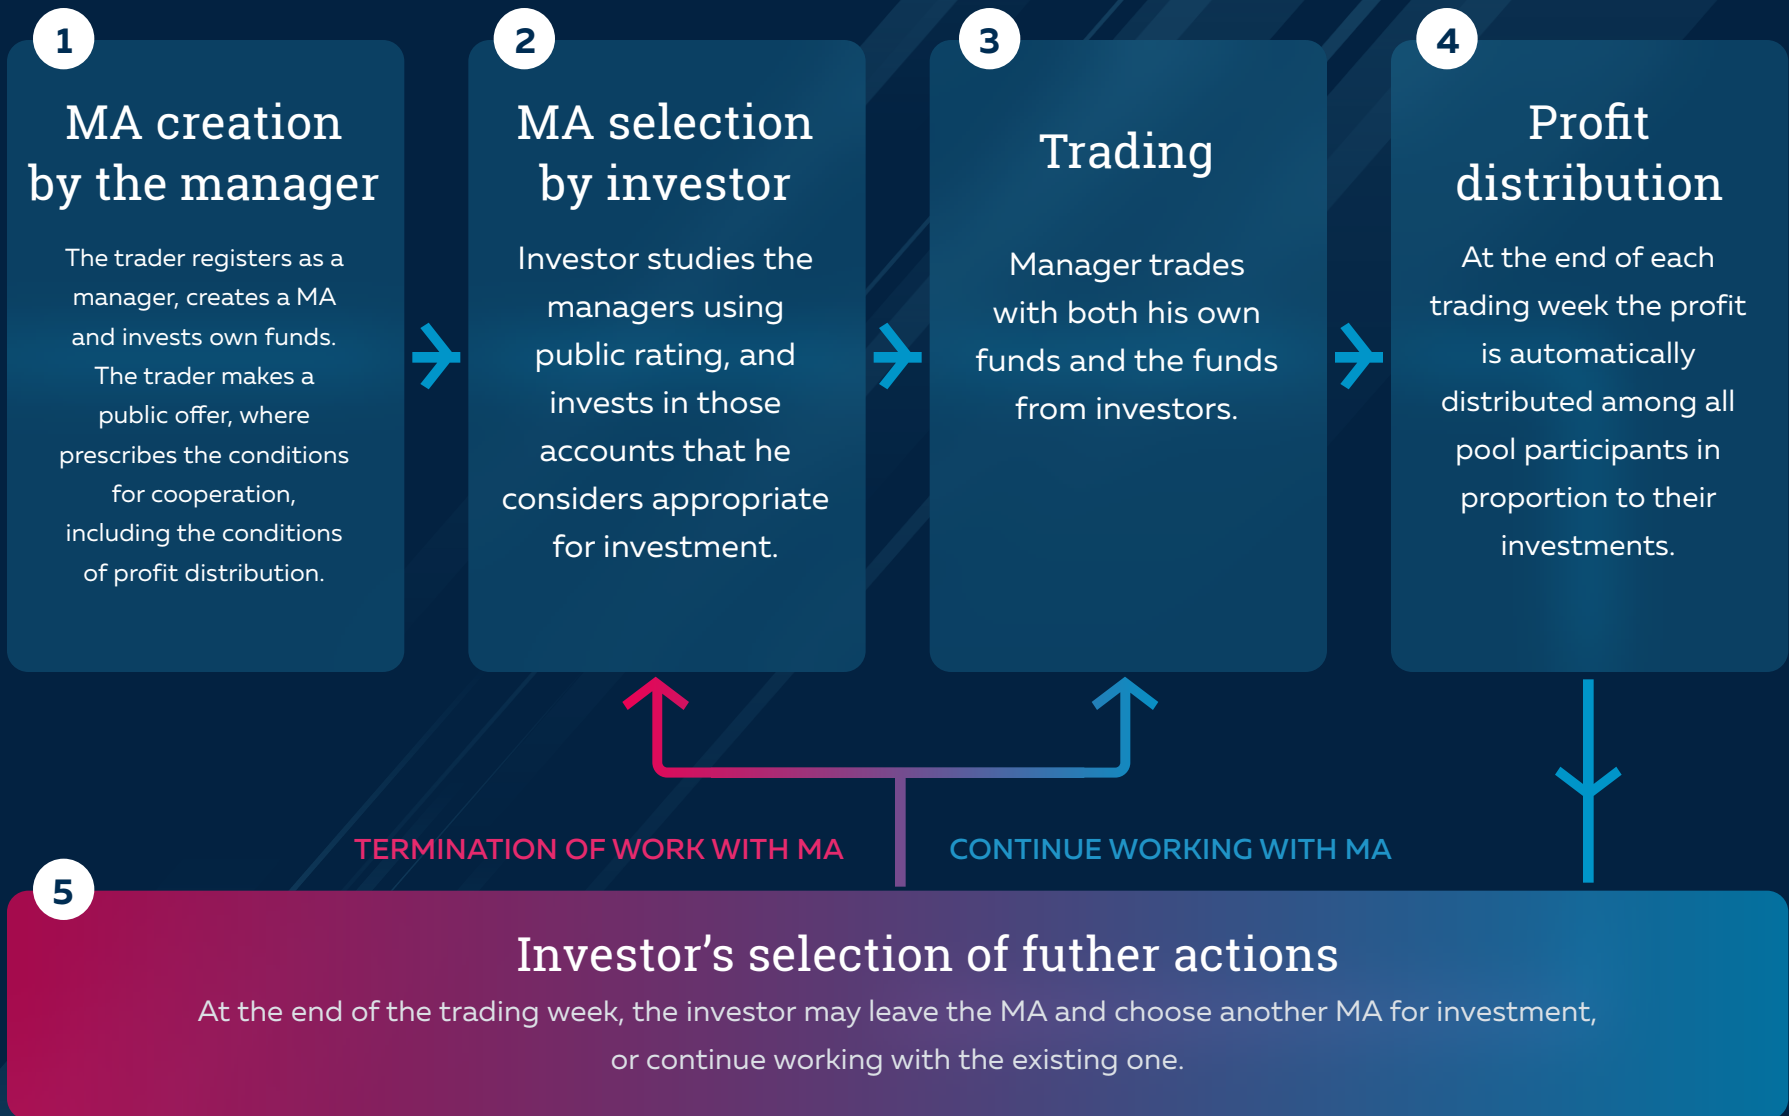 1
MA creation
by the manager
The trader registers as a
manager, creates a MA
and invests own funds.
The trader makes a
public offer, where
prescribes the conditions
for cooperation,
including the conditions
of profit distribution.
2
MA selection
by investor
Investor studies the
managers using
public rating, and
invests in those
accounts that he
considers appropriate
for investment.
3
Trading
Manager trades
with both his own
funds and the funds
from investors.
4
Profit
distribution
At the end of each
trading week the profit
is automatically
distributed among all
pool participants in
proportion to their
investments.
TERMINATION OF WORK WITH MA
CONTINUE WORKING WITH MA
5
Investor’s selection of futher actions
At the end of the trading week, the investor may leave the MA and choose another MA for investment,
or continue working with the existing one.